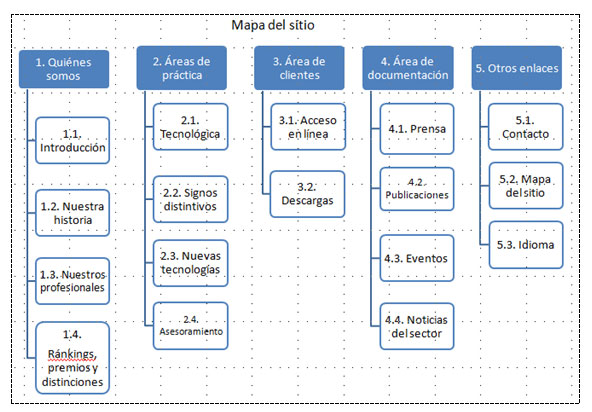 Mapa del sítio
1. Quiénes
somos
1.1.
Introducción
1.2. Nuestra
historia
1.3. Nuestros
profesionales
1.4.
Ránkings,
premios y
distinciones
2. Áreas de
práctica
2.1.
Tecnológica
2.2. Signos
distintivos
2.3. Nuevas
tecnologías
2.4.
Asesoramiento
3. Área de
clientes
3.1. Acceso
en línea
3.2.
Descargas
4. Área de
documentación
4.1. Prensa
4.2.
Publicaciones
4.3. Eventos
4.4. Noticias
del sector
5. Otros enlaces
5.1.
Contacto
5.2. Mapa
del sitio
5.3. Idioma